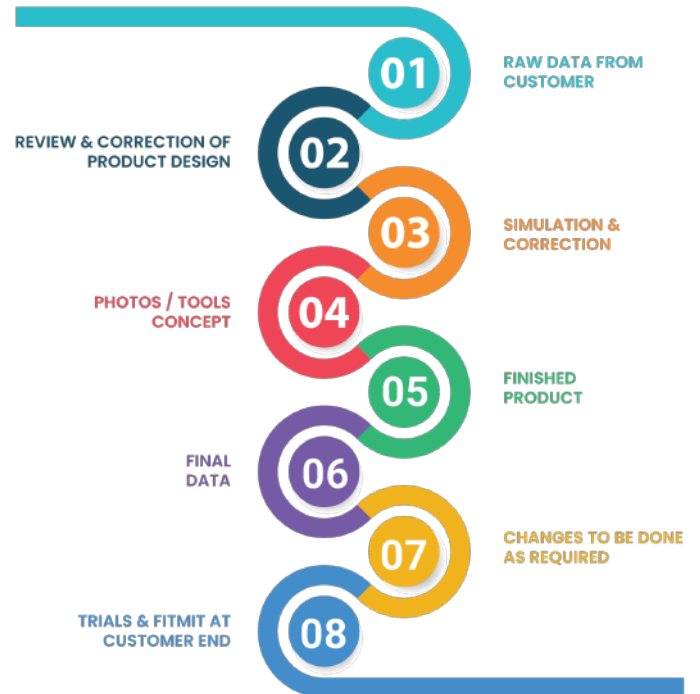 01
RAW DATA FROM
CUSTOMER
REVIEW & CORRECTION OF
PRODUCT DESIGN
02
03
SIMULATION &
CORRECTION
PHOTOS / TOOLS
CONCEPT
04
05
FINISHED
PRODUCT
FINAL
DATA
06
07
CHANGES TO BE DONE
AS REQUIRED
TRIALS & FITMIT AT
CUSTOMER END
08